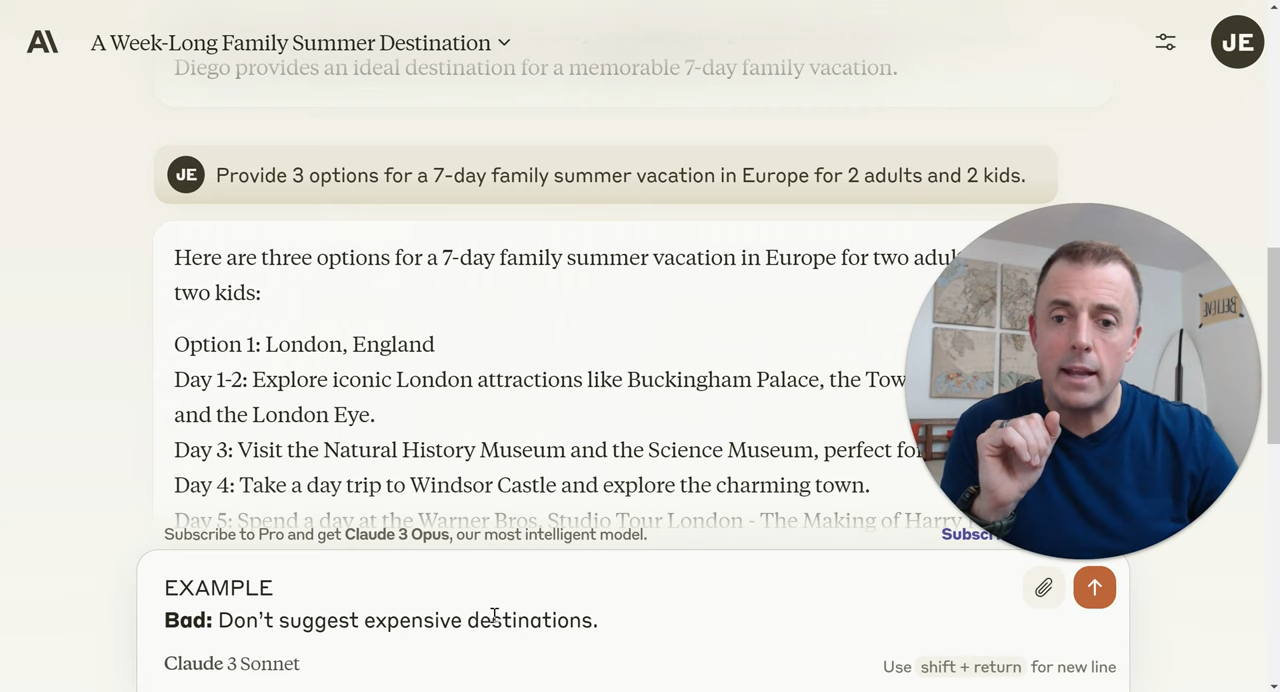 A\ A Week-Long Family Summer Destination JE
Diego provides an ideal destination for a memorable 7-day family vacation.
JE Provide 3 options for a 7-day family summer vacation in Europe for 2 adults and 2 kids.
Here are three options for a 7-day family summer vacation in Europe for two
two kids:
Option 1: London, England
Day 1-2: Explore iconic London attractions like Buckingham Palace, the
and the London Eye.
Day 3: Visit the Natural History Museum and the Science Museum, perfect
Day 4: Take a day trip to Windsor Castle and explore the charming town.
Day 5: Spend a day at the Warner Bros. Studio Tour London - The Making of Harry
Subscribe to Pro and get Claude 3 Opus, our most intelligent model.
EXAMPLE
Bad: Don't suggest expensive destinations.
Claude 3 Sonnet
Use shift + return for new line
BELIEVE